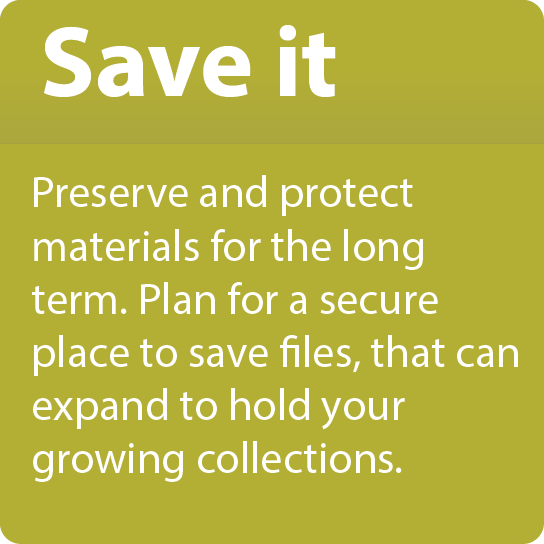 Save it
Preserve and protect
materials for the long
term. Plan for a secure
place to save files, that can
expand to hold your
growing collections.